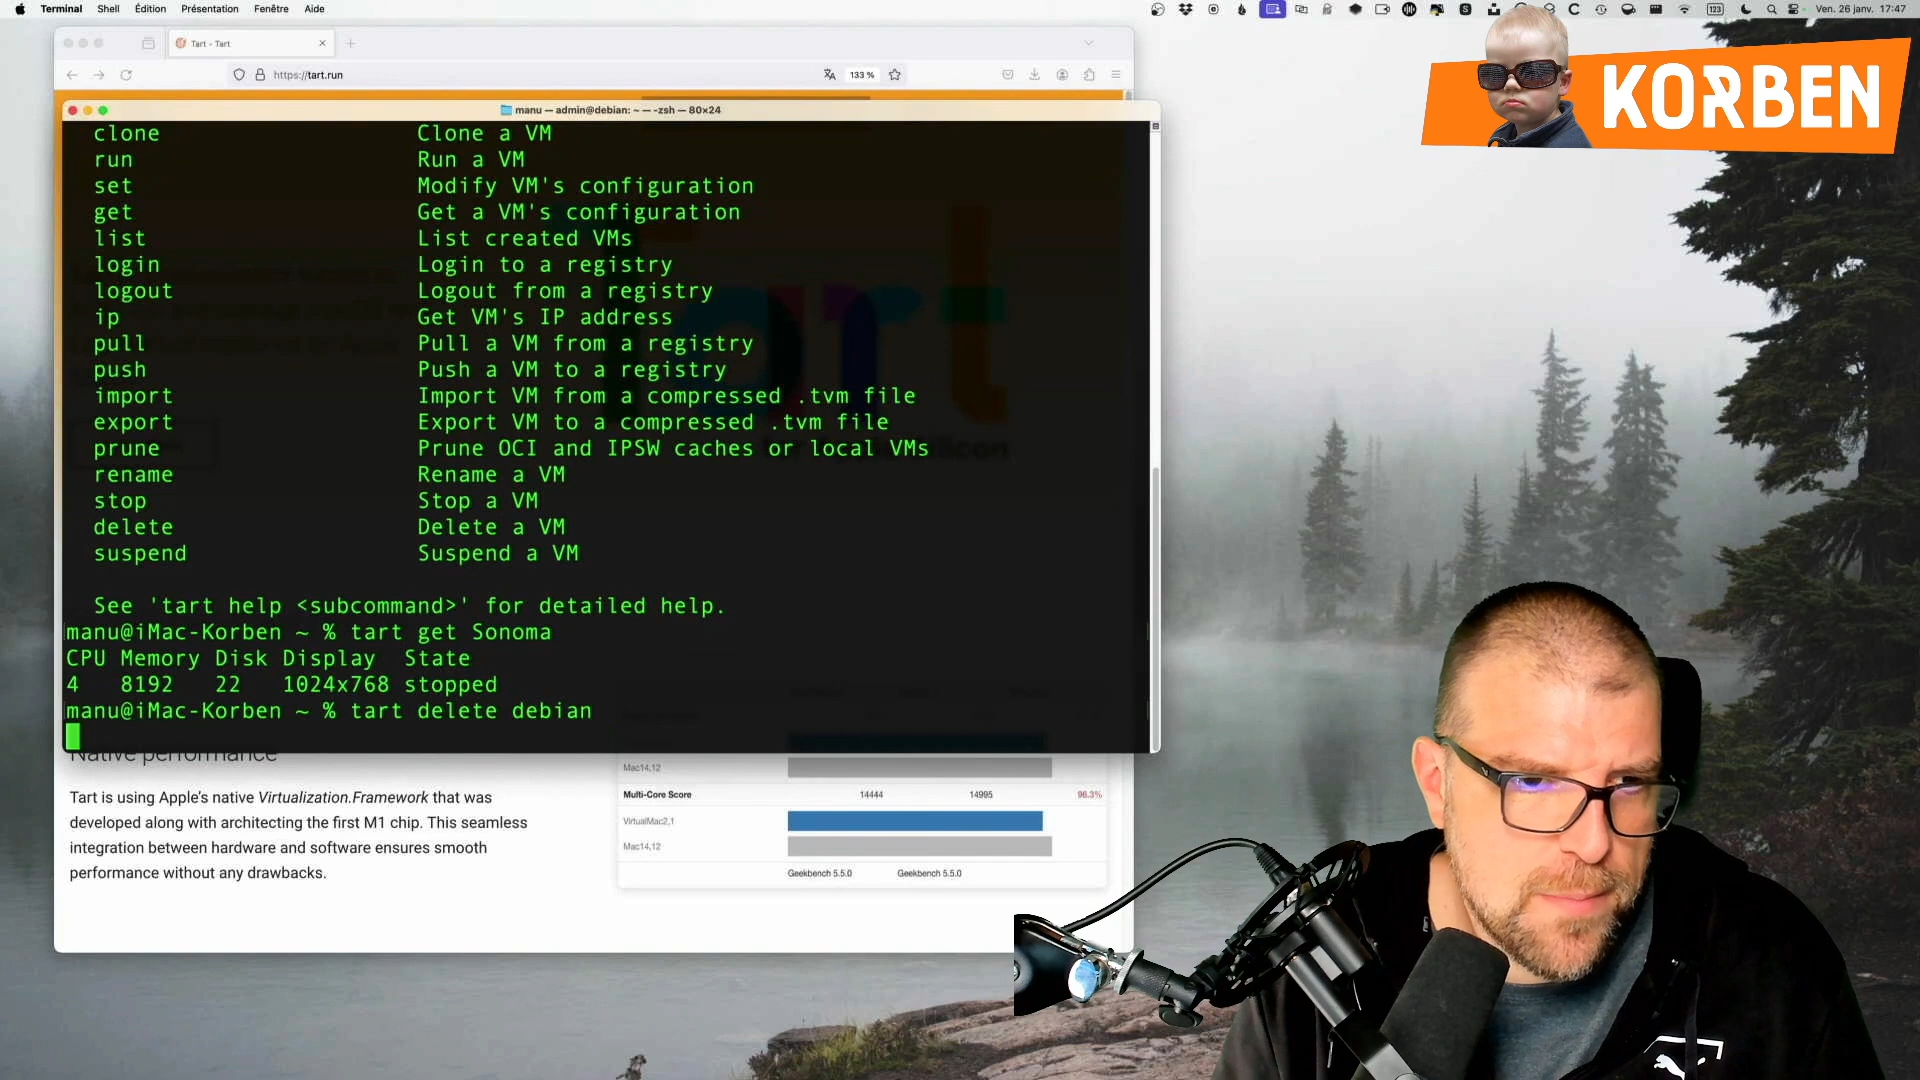 Terminal Shell Édition Présentation Fenêtre Aide
123
Ven. 26 janv. 17:47
Tart - Tart
https://tart.run
133 %
KORBEN
manu — admin@debian: ~ — -zsh — 80×24
clone Clone a VM
run Run a VM
set Modify VM's configuration
get Get a VM's configuration
list List created VMs
login Login to a registry
logout Logout from a registry
ip Get VM's IP address
pull Pull a VM from a registry
push Push a VM to a registry
import Import VM from a compressed .tvm file
export Export VM to a compressed .tvm file
prune Prune OCI and IPSW caches or local VMs
rename Rename a VM
stop Stop a VM
delete Delete a VM
suspend Suspend a VM
See 'tart help <subcommand>' for detailed help.
manu@iMac-Korben ~ % tart get Sonoma
CPU Memory Disk Display State
4 8192 22 1024x768 stopped
manu@iMac-Korben ~ % tart delete debian
Native performance
Tart is using Apple's native Virtualization.Framework that was
developed along with architecting the first M1 chip. This seamless
integration between hardware and software ensures smooth
performance without any drawbacks.
Mac14,12
Multi-Core Score 14444 14995 96.3%
VirtualMac2,1
Mac14,12
Geekbench 5.5.0 Geekbench 5.5.0